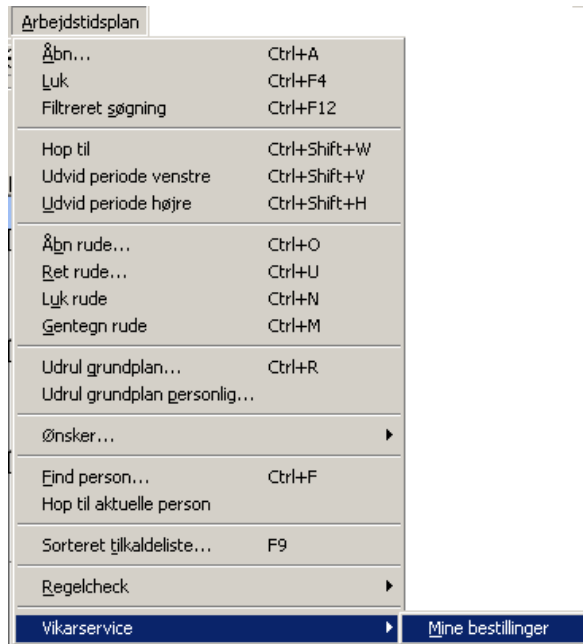 Arbejdstidsplan
Åbn... Ctrl+A
Luk Ctrl+F4
Filtreret søgning Ctrl+F12
Hop til Ctrl+Shift+W
Udvid periode venstre Ctrl+Shift+V
Udvid periode højre Ctrl+Shift+H
Åbn rude... Ctrl+O
Ret rude... Ctrl+U
Luk rude Ctrl+N
Gentegn rude Ctrl+M
Udrul grundplan... Ctrl+R
Udrul grundplan personlig...
Ønsker...
Find person... Ctrl+F
Hop til aktuelle person
Sorteret tilkaldeliste... F9
Regelcheck
Vikarservice Mine bestillinger